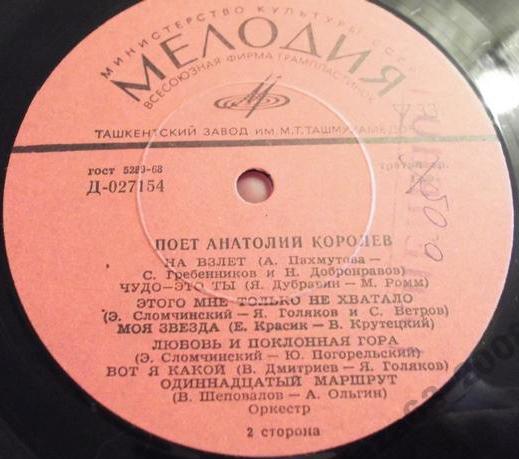 МИНИСТЕРСТВО КУЛЬТУРЫ СССР
МЕЛОДИЯ
ВСЕСОЮЗНАЯ ФИРМА ГРАМПЛАСТИНОК
ТАШКЕНТСКИЙ ЗАВОД ИМ. М.Т. ТАШМУХАМЕДОВА
33
ГОСТ 5289-68
Д-027154
ПОЕТ АНАТОЛИЙ КОРОЛЕВ
НА ВЗЛЕТ (А. Пахмутова —
С. Гребенников и Н. Добронравов)
ЧУДО—ЭТО ТЫ (Я. Дубравин — М. Ромм)
ЭТОГО МНЕ ТОЛЬКО НЕ ХВАТАЛО
(Э. Сломчинский — Я. Голяков и С. Ветров)
МОЯ ЗВЕЗДА (Е. Красик — В. Крутецкий)
ЛЮБОВЬ И ПОКЛОННАЯ ГОРА
(Э. Сломчинский — Ю. Погорельский)
ВОТ Я КАКОЙ (В. Дмитриев — Я. Голяков)
ОДИННАДЦАТЫЙ МАРШРУТ
(В. Шеповалов — А. Ольгин)
Оркестр
2 сторона